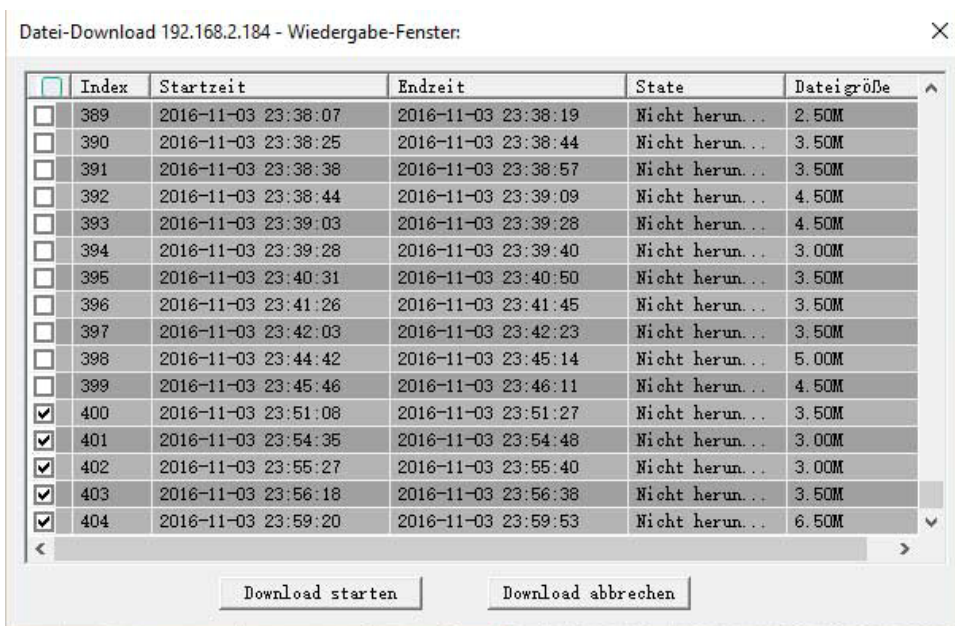 Datei-Download 192.168.2.184 - Wiedergabe-Fenster:
Index Startzeit Endzeit State Dateigröße
389 2016-11-03 23:38:07 2016-11-03 23:38:19 Nicht herun... 2.50M
390 2016-11-03 23:38:25 2016-11-03 23:38:44 Nicht herun... 3.50M
391 2016-11-03 23:38:38 2016-11-03 23:38:57 Nicht herun... 3.50M
392 2016-11-03 23:38:44 2016-11-03 23:39:09 Nicht herun... 4.50M
393 2016-11-03 23:39:03 2016-11-03 23:39:28 Nicht herun... 4.50M
394 2016-11-03 23:39:28 2016-11-03 23:39:40 Nicht herun... 3.00M
395 2016-11-03 23:40:31 2016-11-03 23:40:50 Nicht herun... 3.50M
396 2016-11-03 23:41:26 2016-11-03 23:41:45 Nicht herun... 3.50M
397 2016-11-03 23:42:03 2016-11-03 23:42:23 Nicht herun... 3.50M
398 2016-11-03 23:44:42 2016-11-03 23:45:14 Nicht herun... 5.00M
399 2016-11-03 23:45:46 2016-11-03 23:46:11 Nicht herun... 4.50M
400 2016-11-03 23:51:08 2016-11-03 23:51:27 Nicht herun... 3.50M
401 2016-11-03 23:54:35 2016-11-03 23:54:48 Nicht herun... 3.00M
402 2016-11-03 23:55:27 2016-11-03 23:55:40 Nicht herun... 3.00M
403 2016-11-03 23:56:18 2016-11-03 23:56:38 Nicht herun... 3.50M
404 2016-11-03 23:59:20 2016-11-03 23:59:53 Nicht herun... 6.50M
Download starten Download abbrechen